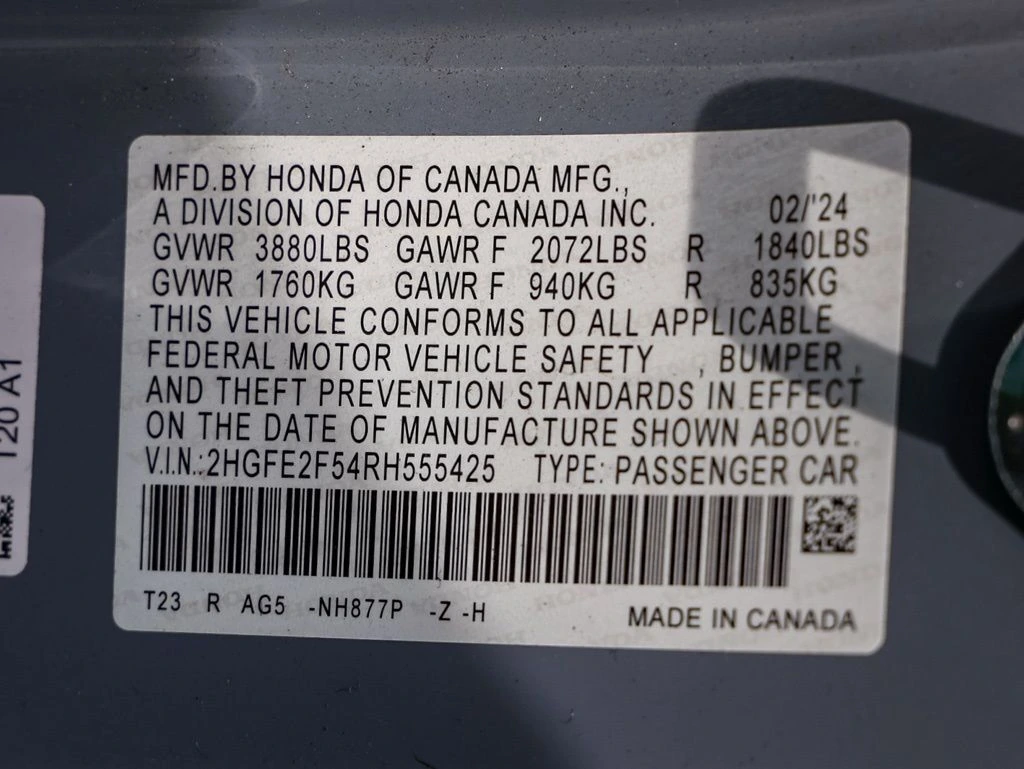 MFD.BY HONDA OF CANADA MFG.,
A DIVISION OF HONDA CANADA INC. 02/'24
GVWR 3880LBS GAWR F 2072LBS R 1840LBS
GVWR 1760KG GAWR F 940KG R 835KG
THIS VEHICLE CONFORMS TO ALL APPLICABLE
FEDERAL MOTOR VEHICLE SAFETY , BUMPER ,
AND THEFT PREVENTION STANDARDS IN EFFECT
ON THE DATE OF MANUFACTURE SHOWN ABOVE.
V.I.N.:2HGFE2F54RH555425 TYPE: PASSENGER CAR
T23 R AG5 -NH877P -Z -H MADE IN CANADA
120 A1